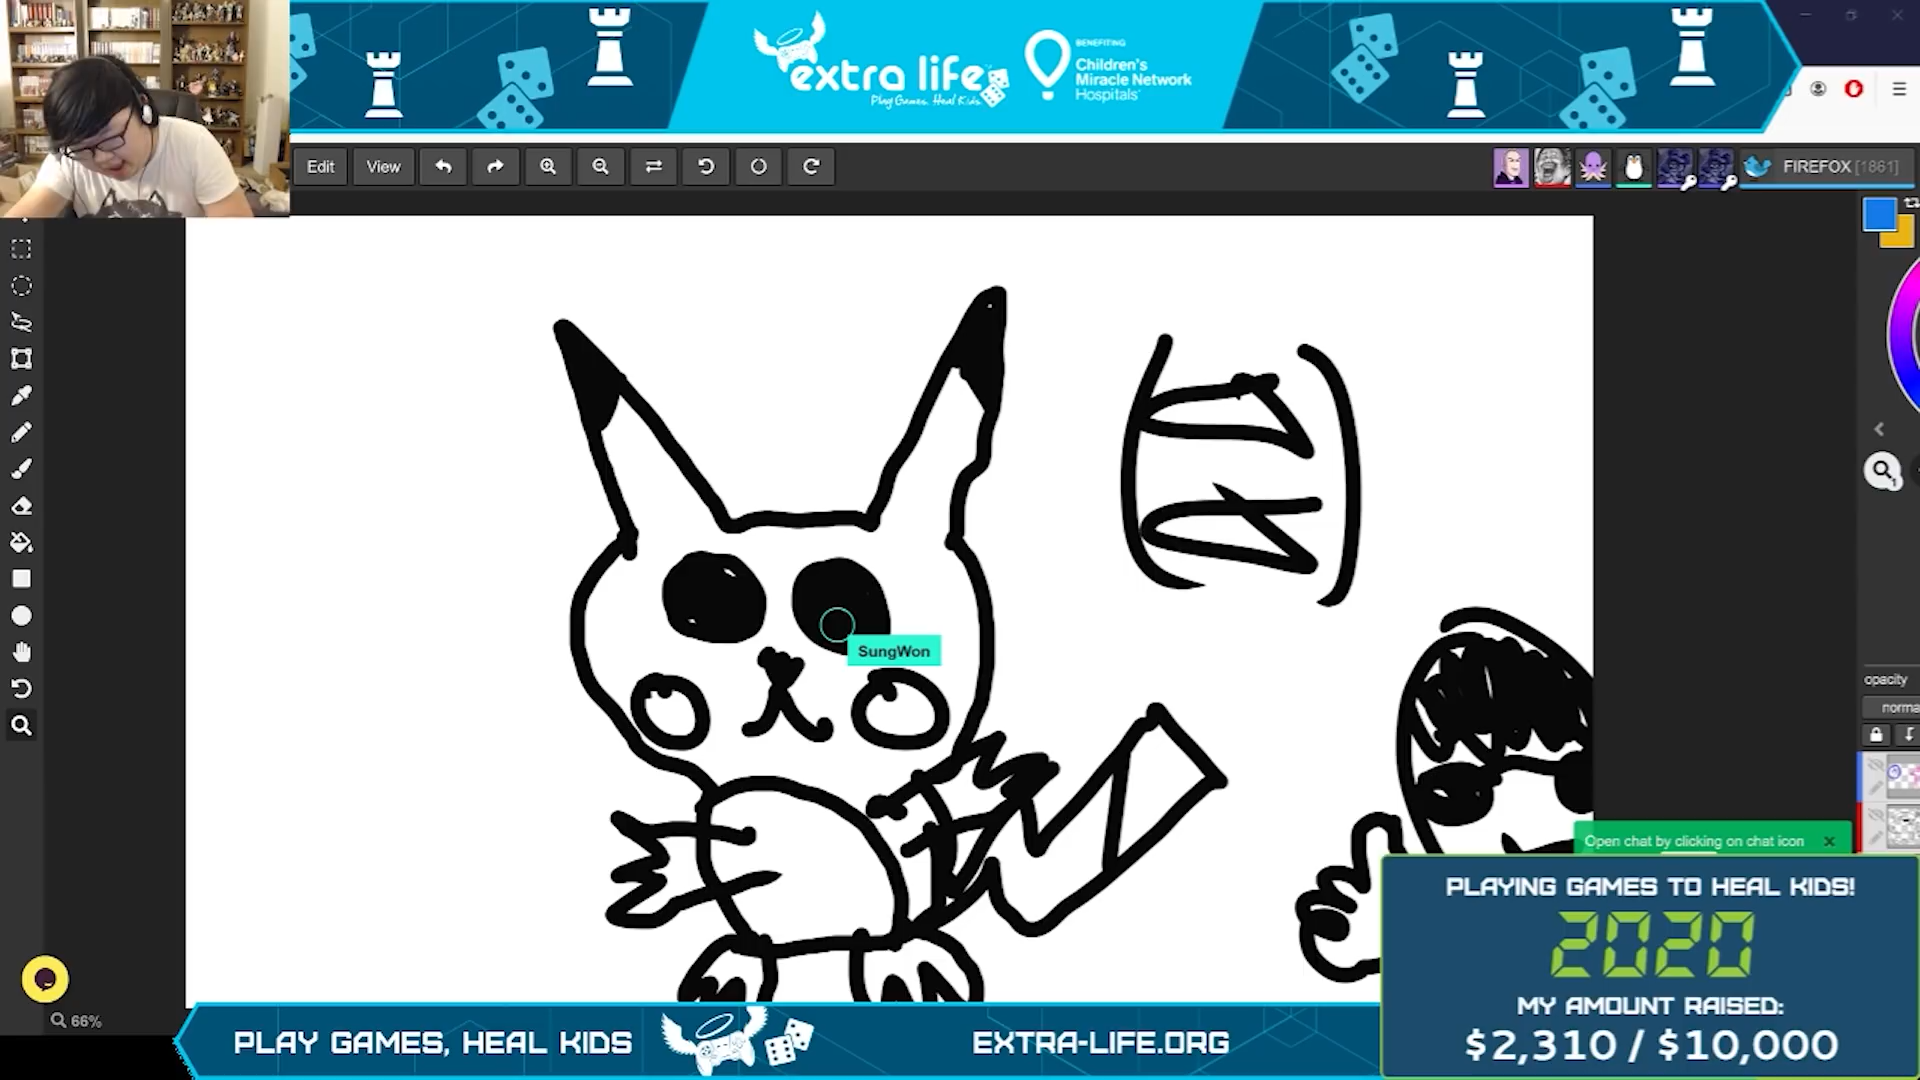 extra life
Play Games. Heal Kids.
BENEFITING
Children's
Miracle Network
Hospitals
Edit
View
FIREFOX [1861]
SungWon
opacity
norma
Open chat by clicking on chat icon
PLAYING GAMES TO HEAL KIDS!
2020
MY AMOUNT RAISED:
$2,310 / $10,000
66%
PLAY GAMES, HEAL KIDS
EXTRA-LIFE.ORG